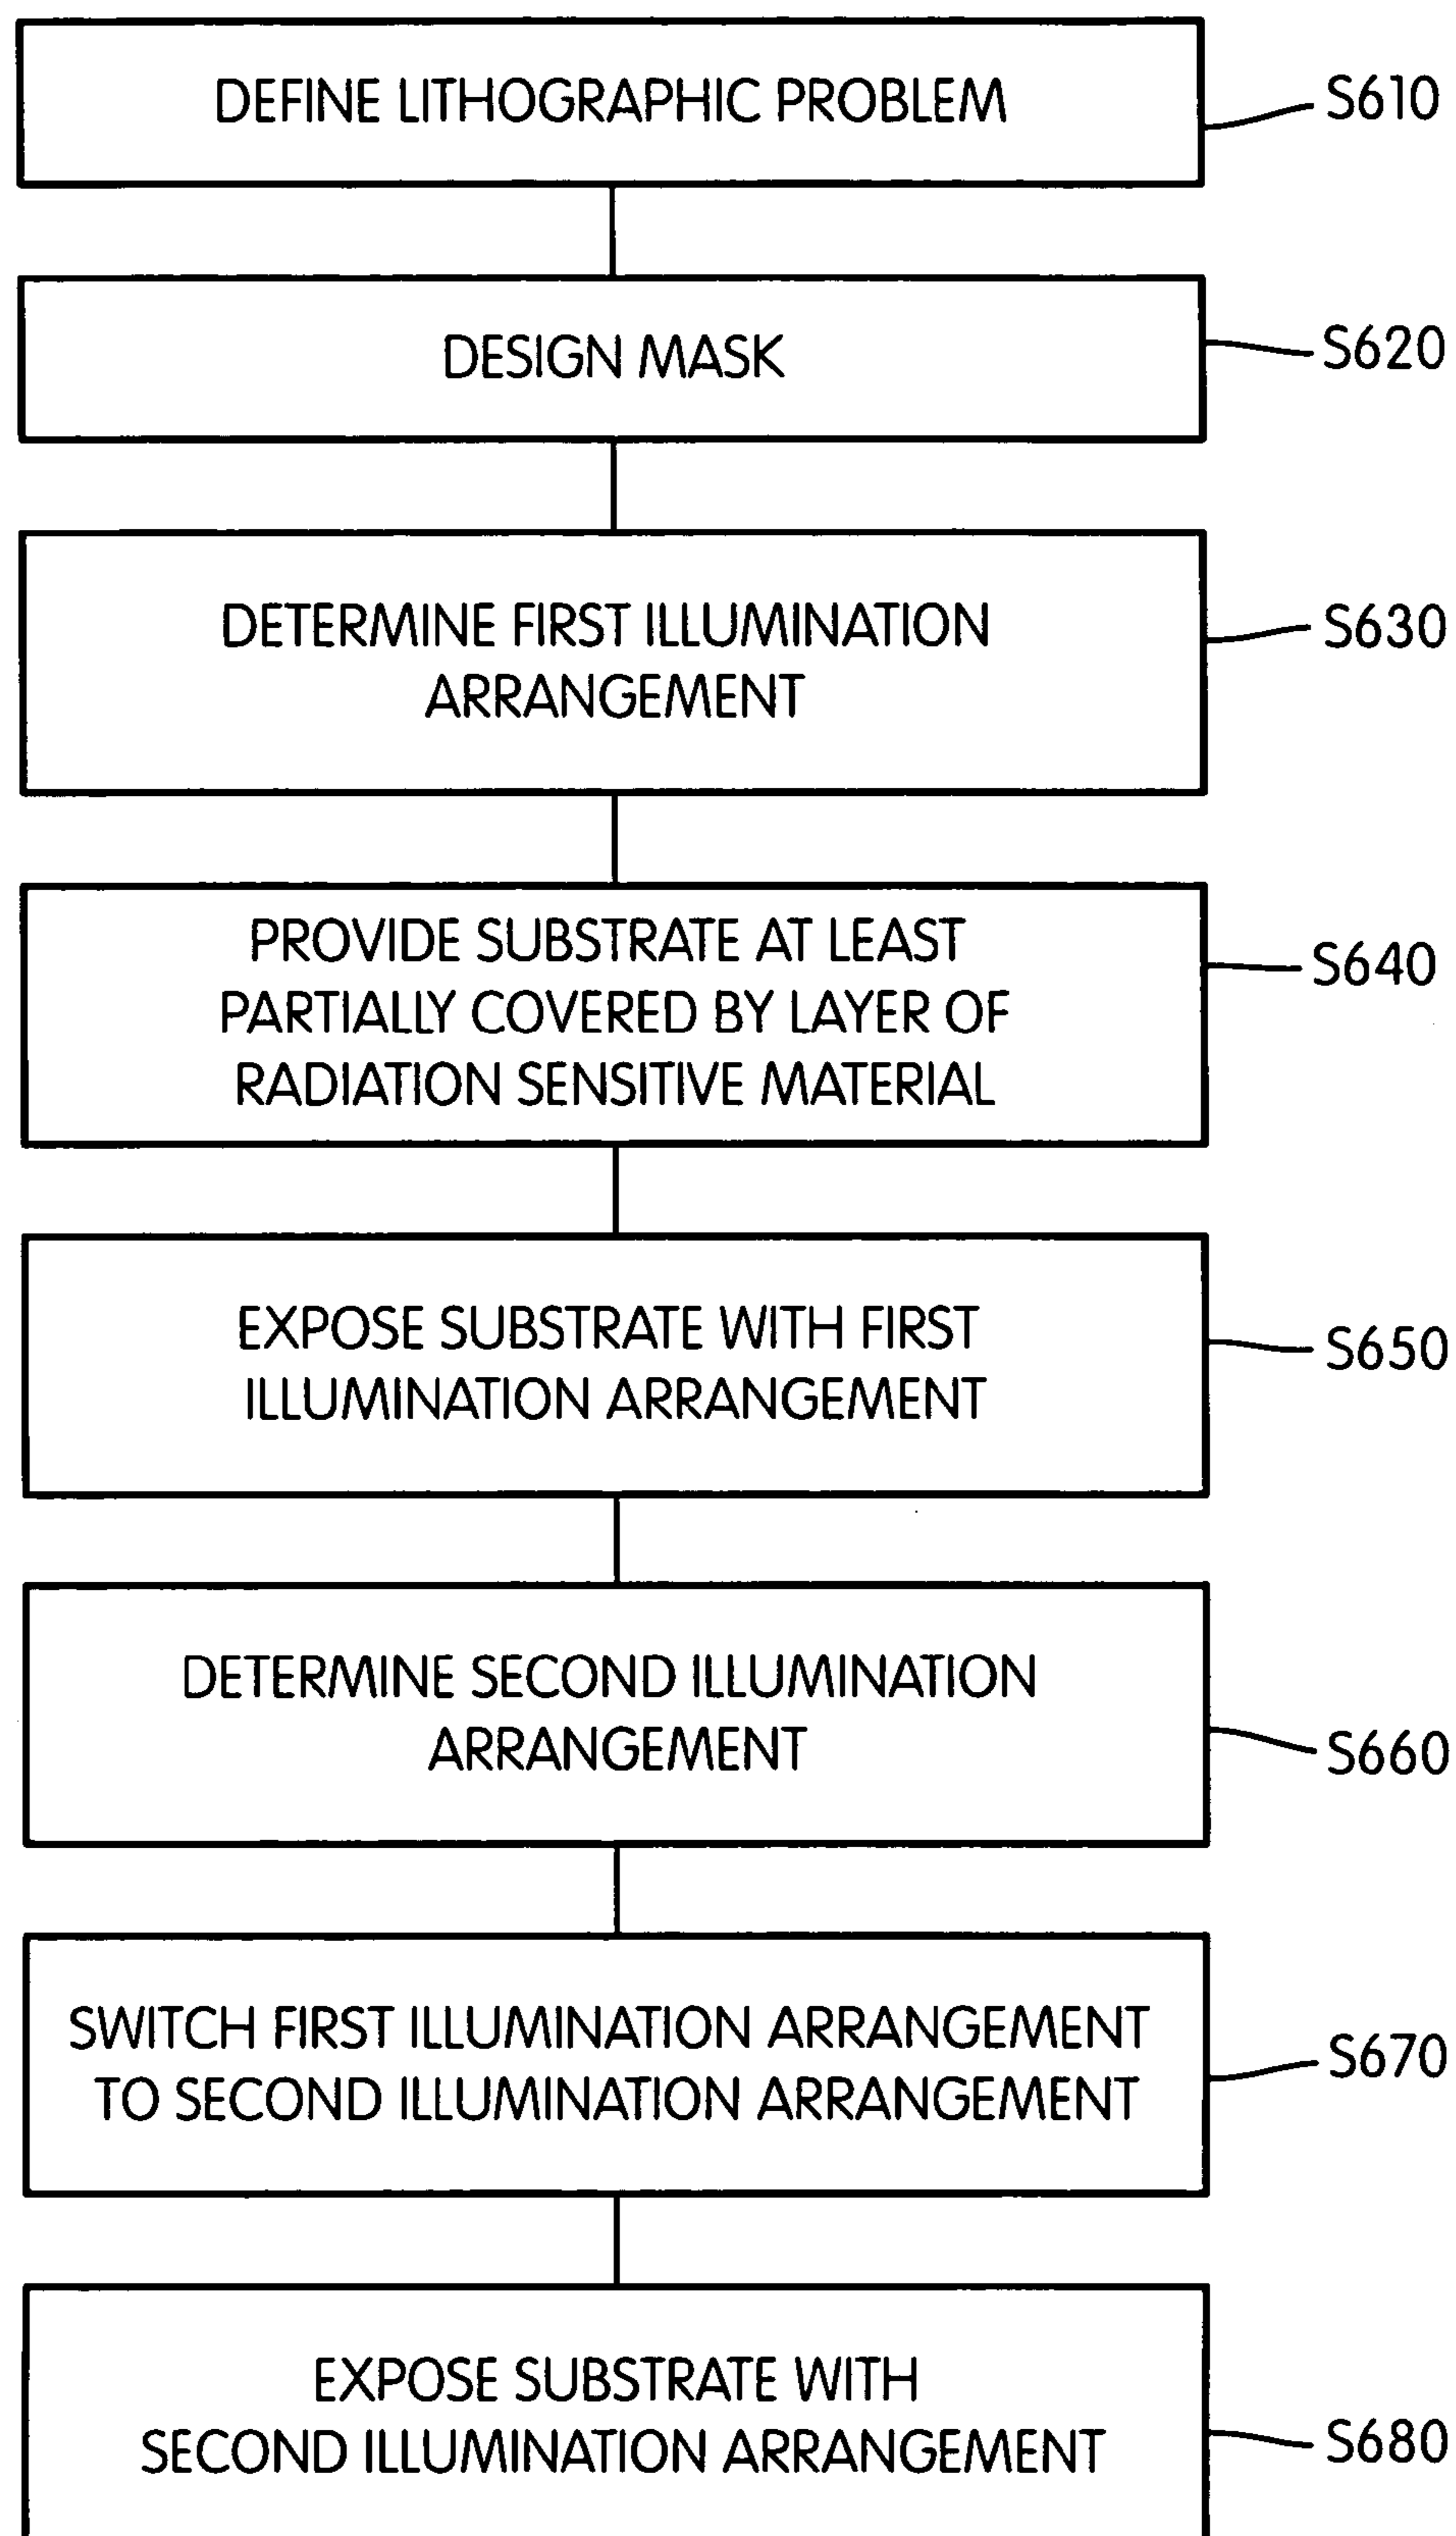 DEFINE LITHOGRAPHIC PROBLEM
S610
DESIGN MASK
S620
DETERMINE FIRST ILLUMINATION
ARRANGEMENT
S630
PROVIDE SUBSTRATE AT LEAST
PARTIALLY COVERED BY LAYER OF
RADIATION SENSITIVE MATERIAL
S640
EXPOSE SUBSTRATE WITH FIRST
ILLUMINATION ARRANGEMENT
S650
DETERMINE SECOND ILLUMINATION
ARRANGEMENT
S660
SWITCH FIRST ILLUMINATION ARRANGEMENT
TO SECOND ILLUMINATION ARRANGEMENT
S670
EXPOSE SUBSTRATE WITH
SECOND ILLUMINATION ARRANGEMENT
S680